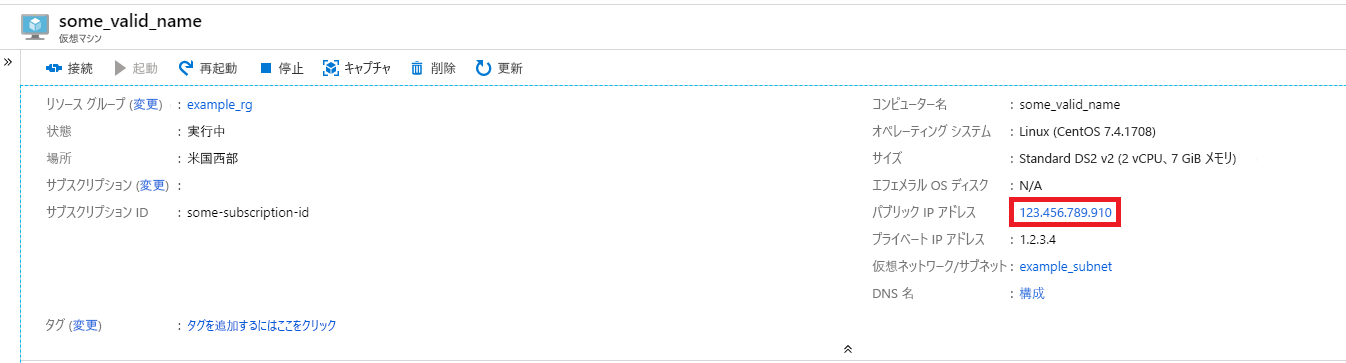 some_valid_name
仮想マシン
» 接続 起動 再起動 停止 キャプチャ 削除 更新
リソース グループ (変更) : example_rg
状態 : 実行中
場所 : 米国西部
サブスクリプション (変更) :
サブスクリプション ID : some-subscription-id
タグ (変更) : タグを追加するにはここをクリック
コンピューター名 : some_valid_name
オペレーティング システム : Linux (CentOS 7.4.1708)
サイズ : Standard DS2 v2 (2 vCPU、7 GiB メモリ)
エフェメラル OS ディスク : N/A
パブリック IP アドレス : 123.456.789.910
プライベート IP アドレス : 1.2.3.4
仮想ネットワーク/サブネット : example_subnet
DNS 名 : 構成